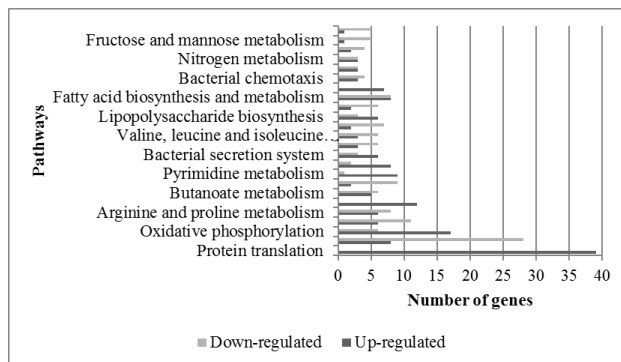 Pathways
Fructose and mannose metabolism
Nitrogen metabolism
Bacterial chemotaxis
Fatty acid biosynthesis and metabolism
Lipopolysaccharide biosynthesis
Valine, leucine and isoleucine…
Bacterial secretion system
Pyrimidine metabolism
Butanoate metabolism
Arginine and proline metabolism
Oxidative phosphorylation
Protein translation
0 5 10 15 20 25 30 35 40
Number of genes
Down-regulated Up-regulated